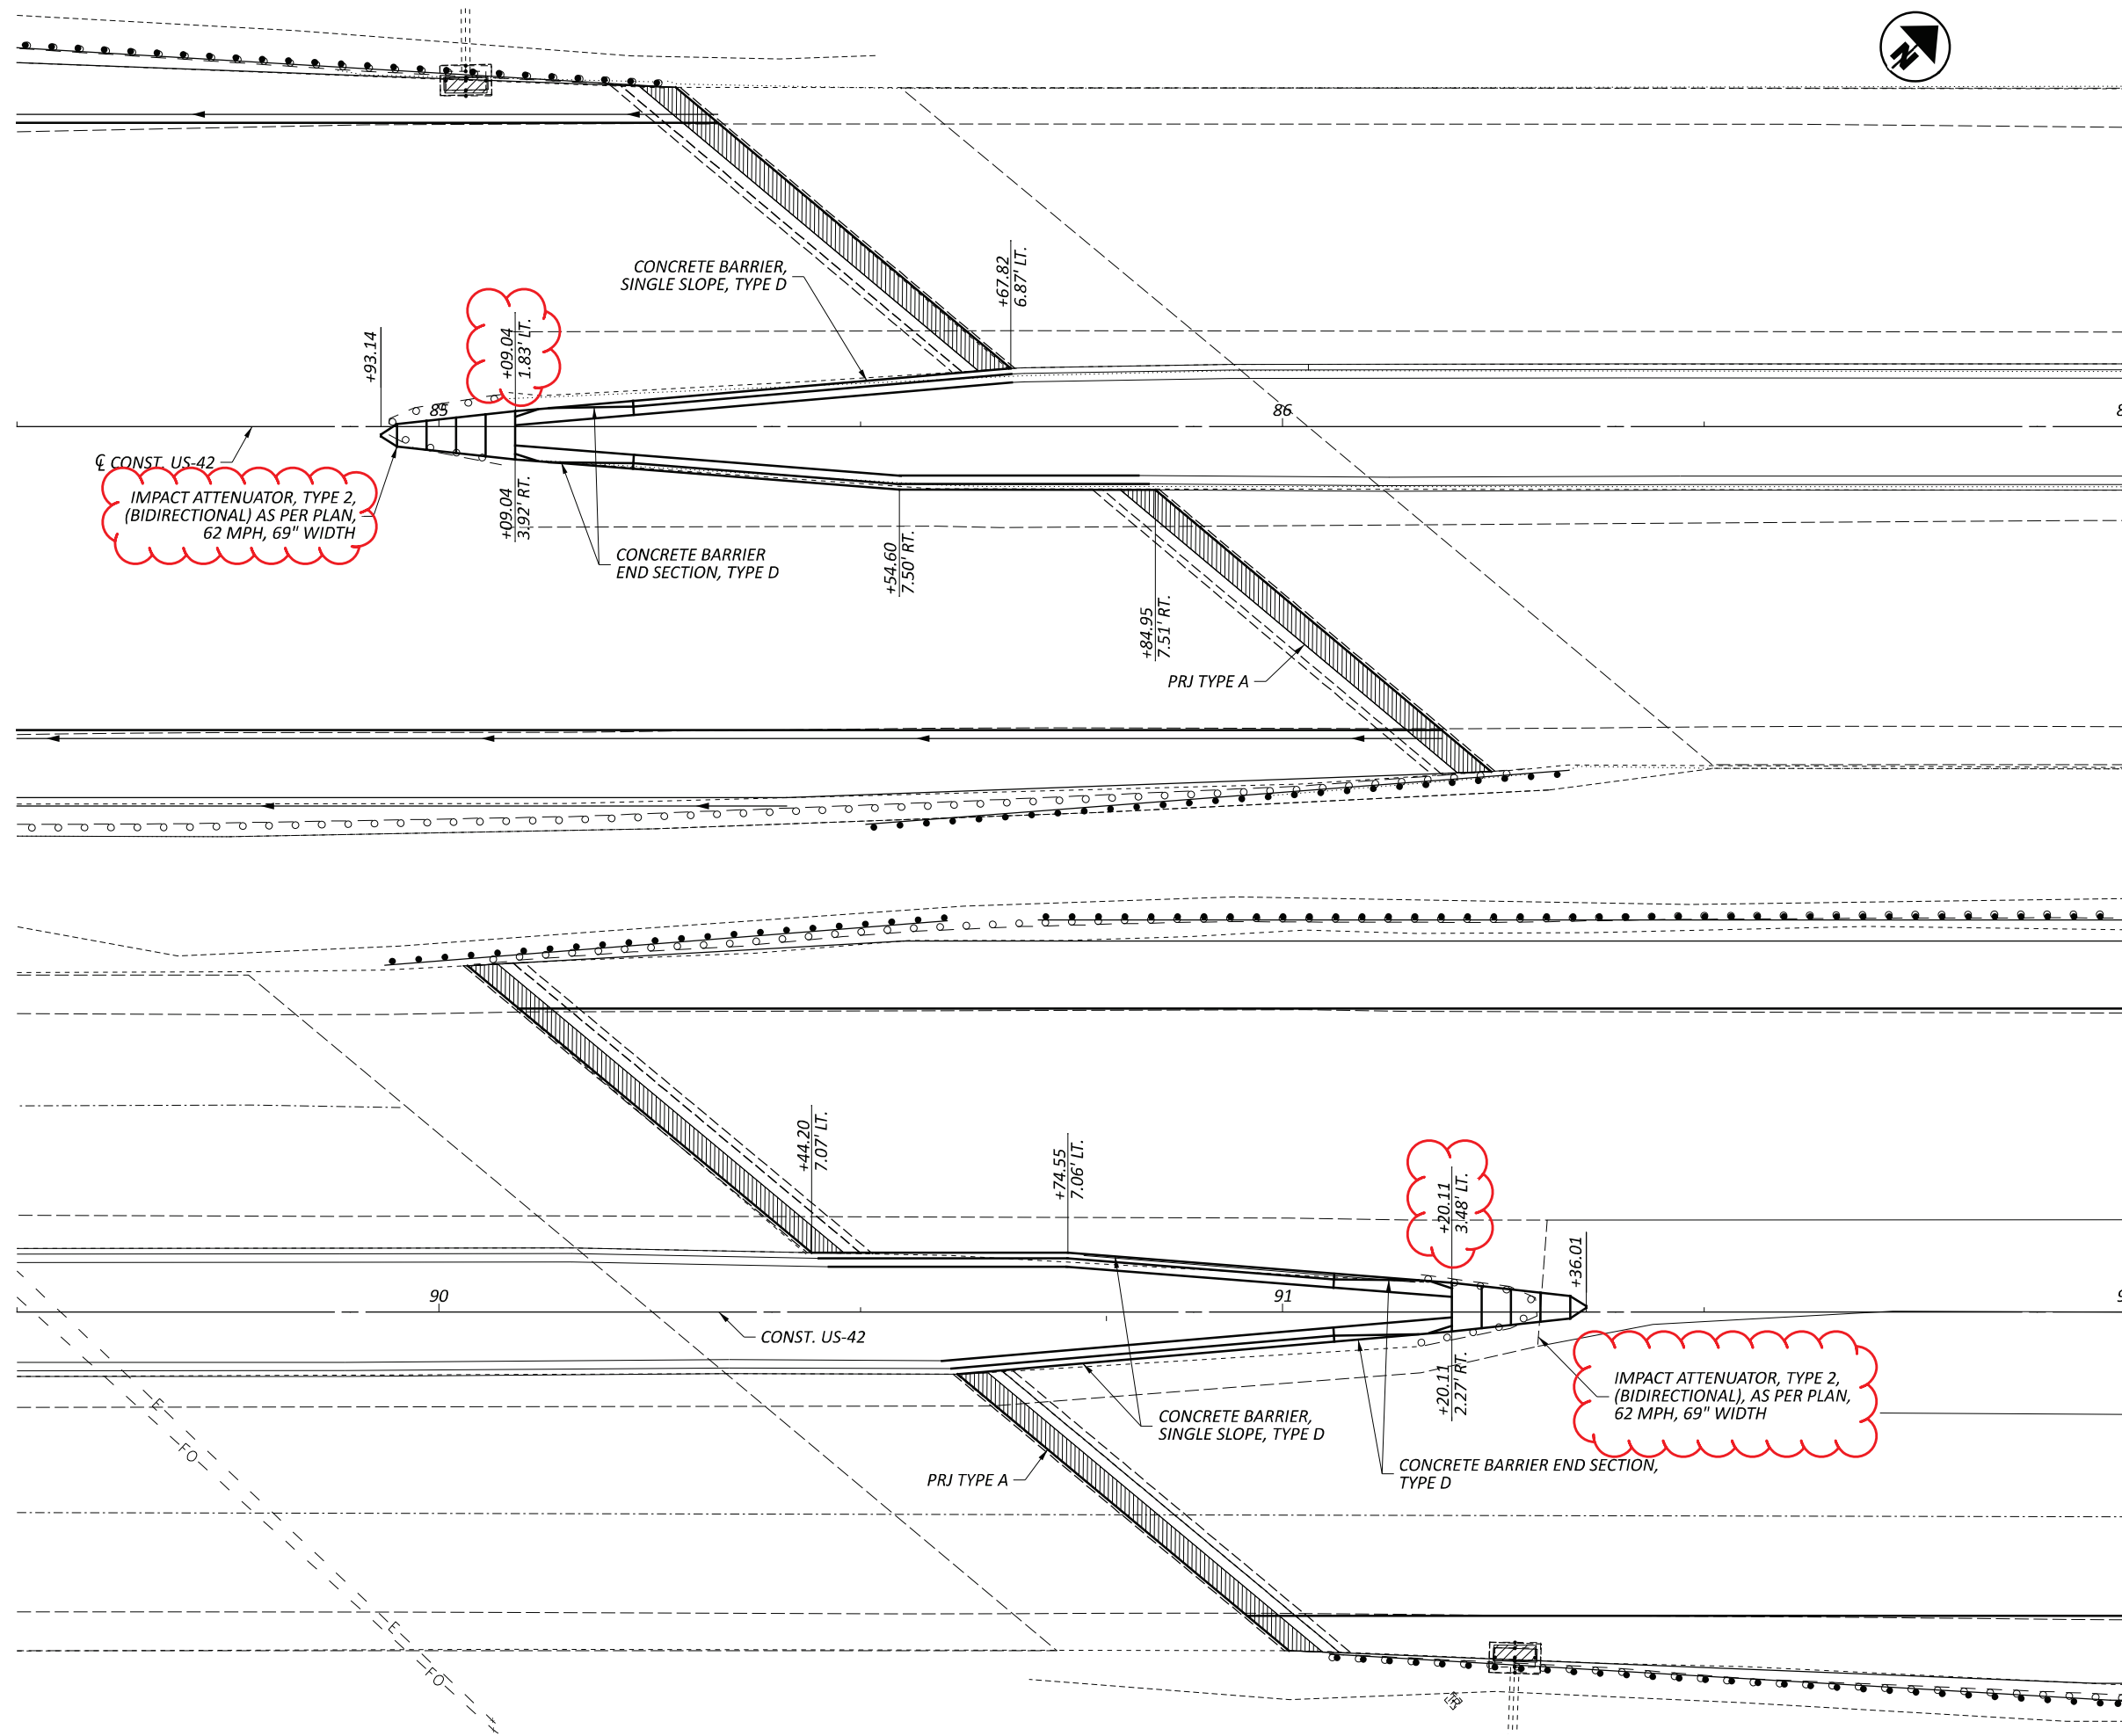 N
CONCRETE BARRIER,
SINGLE SLOPE, TYPE D
+67.82
6.87' LT.
+93.14
+09.04
1.83' LT.
85
86
8
℄ CONST. US-42
IMPACT ATTENUATOR, TYPE 2,
(BIDIRECTIONAL) AS PER PLAN,
62 MPH, 69" WIDTH
+09.04
3.92' RT.
CONCRETE BARRIER
END SECTION, TYPE D
+54.60
7.50' RT.
+84.95
7.51' RT.
PRJ TYPE A
+44.20
7.07' LT.
+74.55
7.06' LT.
+20.11
3.48' LT.
+36.01
90
91
9
CONST. US-42
+20.11
2.27' RT.
IMPACT ATTENUATOR, TYPE 2,
(BIDIRECTIONAL), AS PER PLAN,
62 MPH, 69" WIDTH
E
FO
CONCRETE BARRIER,
SINGLE SLOPE, TYPE D
PRJ TYPE A
CONCRETE BARRIER END SECTION,
TYPE D
E
FO